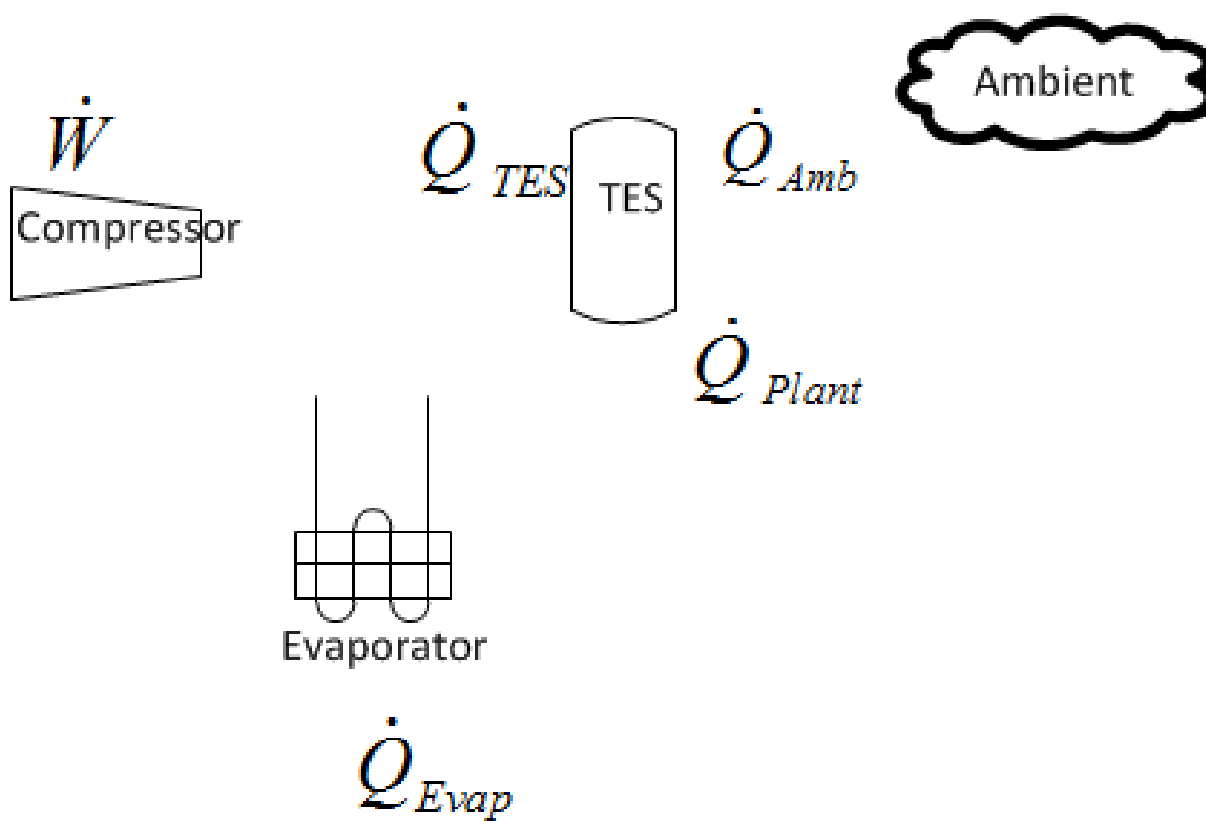 Ambient
Ẇ
Q̇ TES
TES
Q̇ Amb
Compressor
Q̇ Plant
Evaporator
Q̇ Evap